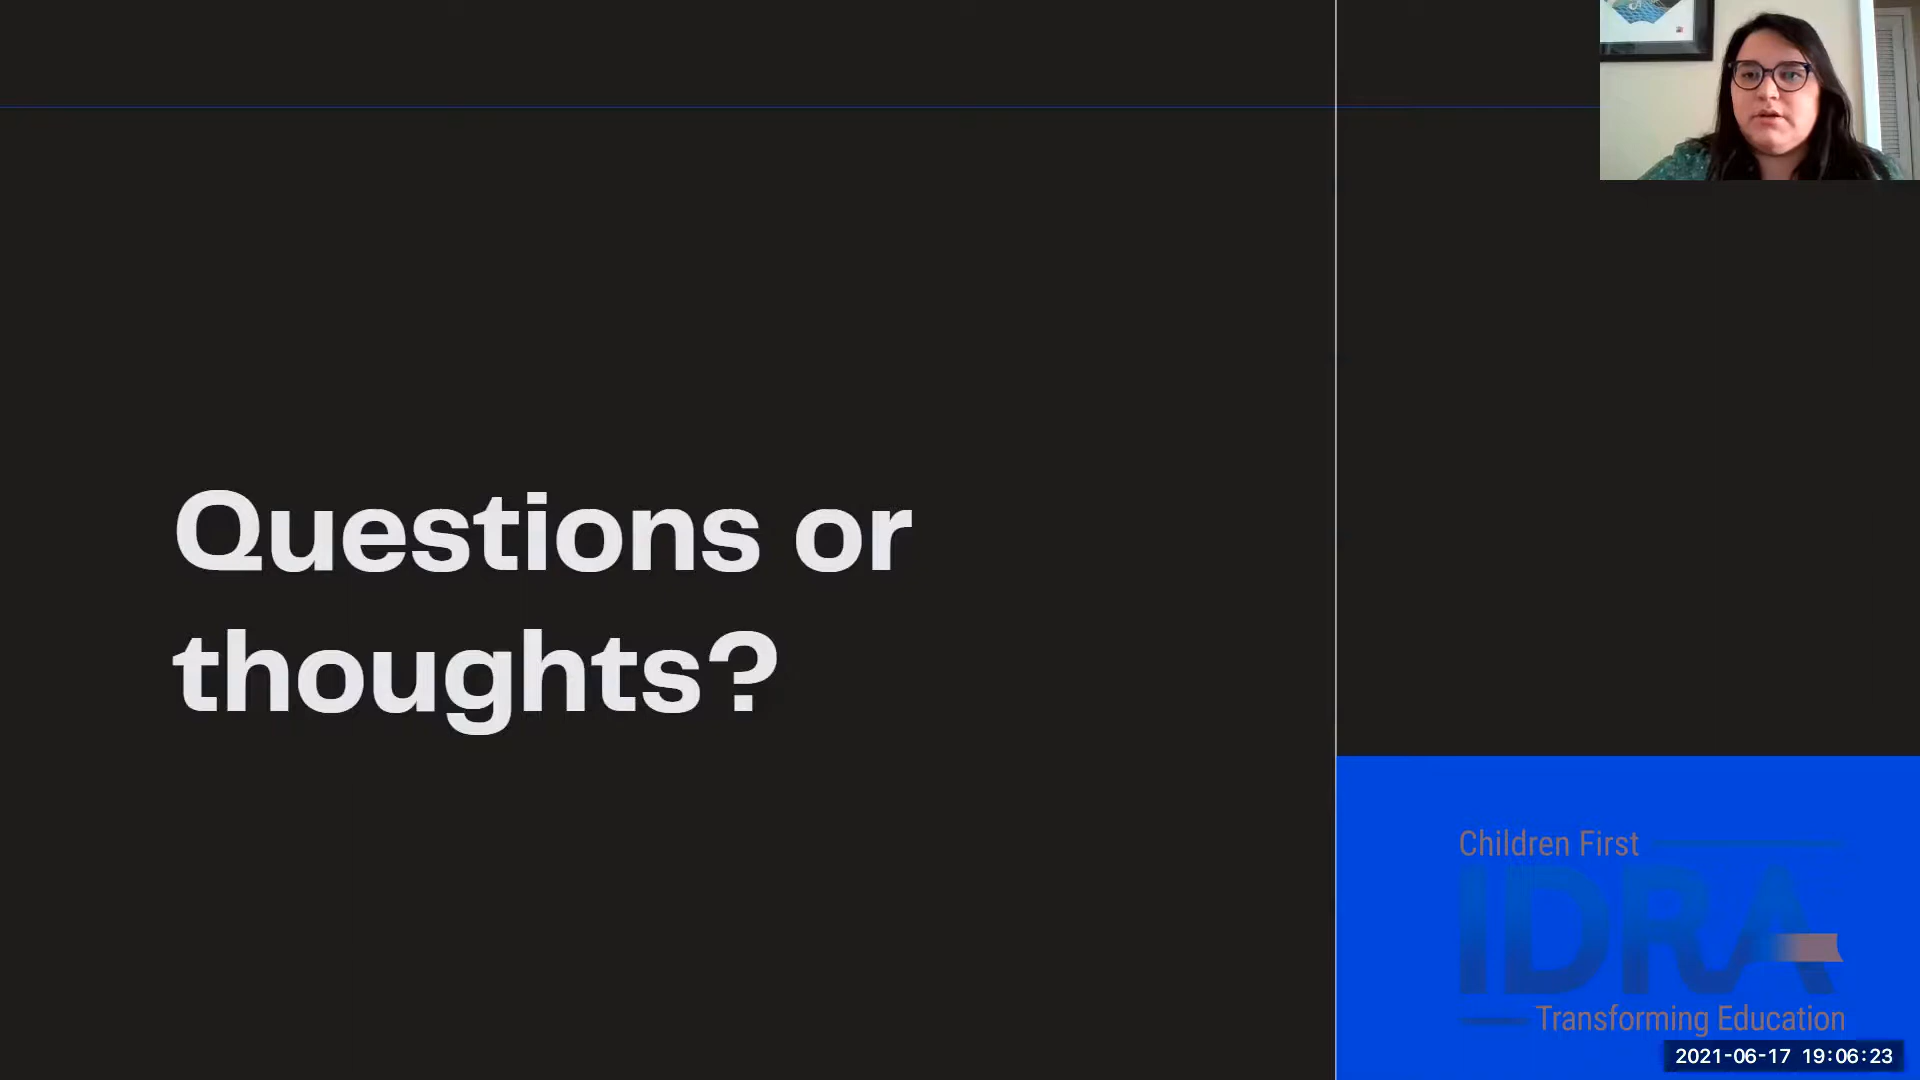 Questions or
thoughts?
Children First
IDRA
Transforming Education
2021-06-17 19:06:23